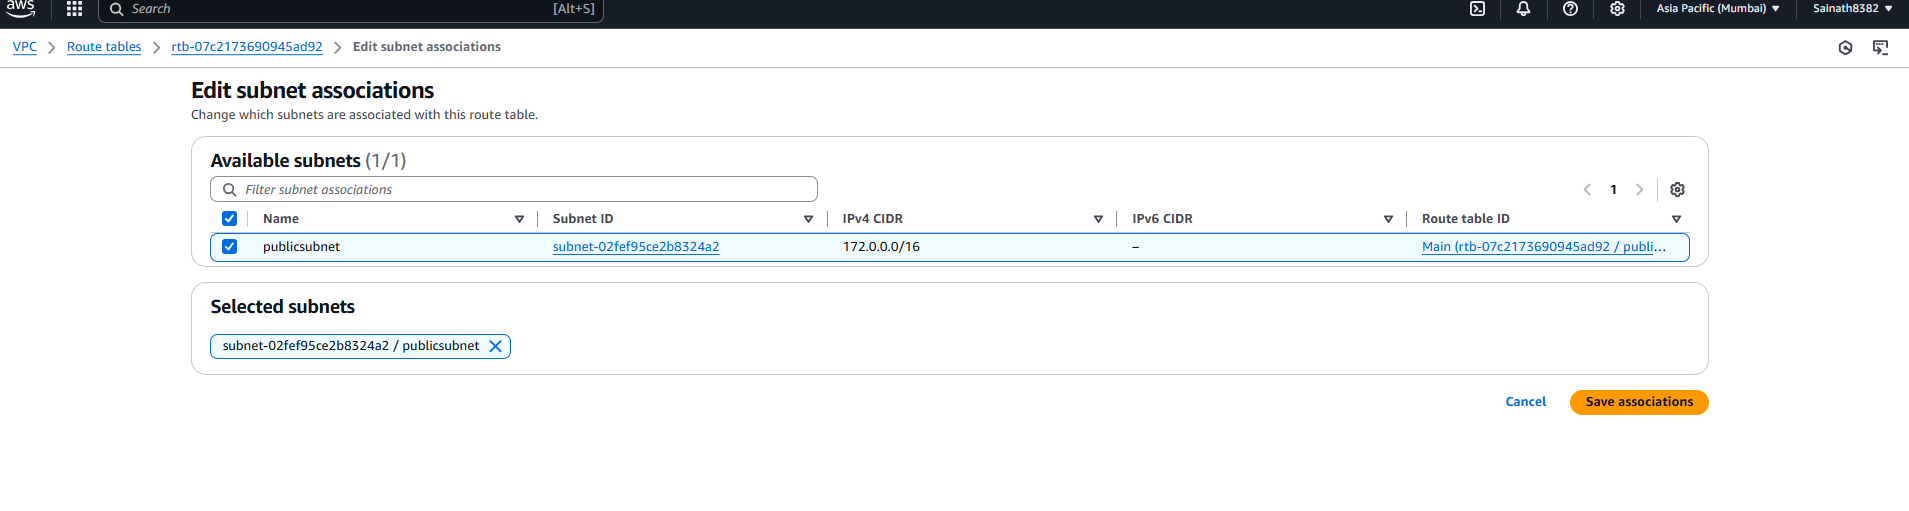 aws Search [Alt+S] Asia Pacific (Mumbai) Sainath8382
VPC Route tables rtb-07c2173690945ad92 Edit subnet associations
Edit subnet associations
Change which subnets are associated with this route table.
Available subnets (1/1)
Filter subnet associations 1
Name Subnet ID IPv4 CIDR IPv6 CIDR Route table ID
publicsubnet subnet-02fef95ce2b8324a2 172.0.0.0/16 – Main (rtb-07c2173690945ad92 / publi...
Selected subnets
subnet-02fef95ce2b8324a2 / publicsubnet
Cancel Save associations